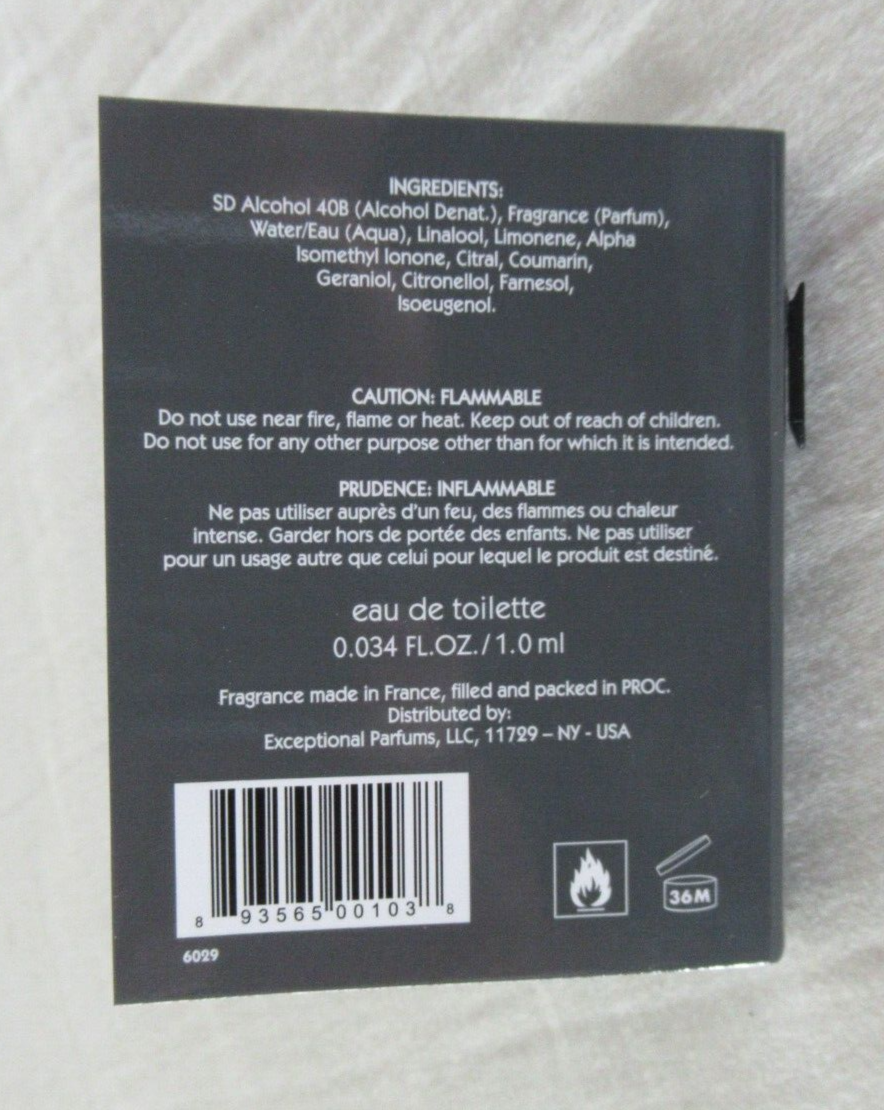 INGREDIENTS:
SD Alcohol 40B (Alcohol Denat.), Fragrance (Parfum),
Water/Eau (Aqua), Linalool, Limonene, Alpha
Isomethyl Ionone, Citral, Coumarin,
Geraniol, Citronellol, Farnesol,
Isoeugenol.
CAUTION: FLAMMABLE
Do not use near fire, flame or heat. Keep out of reach of children.
Do not use for any other purpose other than for which it is intended.
PRUDENCE: INFLAMMABLE
Ne pas utiliser auprès d'un feu, des flammes ou chaleur
intense. Garder hors de portée des enfants. Ne pas utiliser
pour un usage autre que celui pour lequel le produit est destiné.
eau de toilette
0.034 FL.OZ./1.0 ml
Fragrance made in France, filled and packed in PROC.
Distributed by:
Exceptional Parfums, LLC, 11729 – NY - USA
8 93565 00103 8
36M
6029